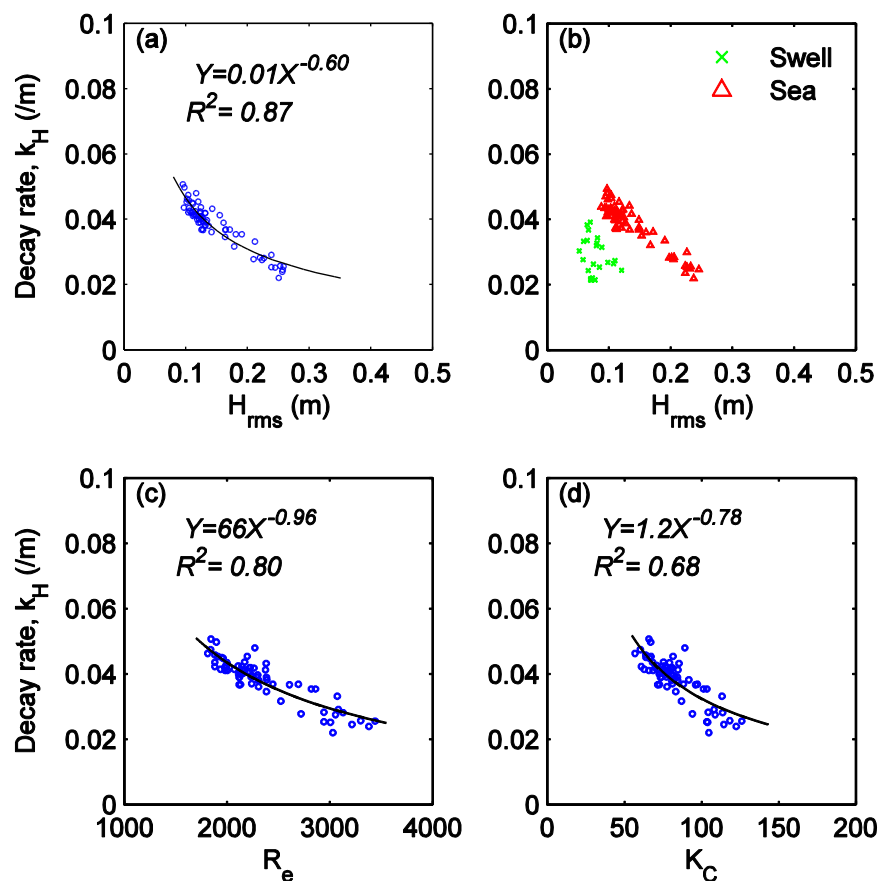 (a)
Y=0.01X^-0.60
R^2= 0.87
Decay rate, k_H (/m)
0.1
0.08
0.06
0.04
0.02
0
0 0.1 0.2 0.3 0.4 0.5
H_rms (m)
(b)
Swell
Sea
0.1
0.08
0.06
0.04
0.02
0
0 0.1 0.2 0.3 0.4 0.5
H_rms (m)
(c)
Y=66X^-0.96
R^2= 0.80
Decay rate, k_H (/m)
0.1
0.08
0.06
0.04
0.02
0
1000 2000 3000 4000
R_e
(d)
Y=1.2X^-0.78
R^2= 0.68
0.1
0.08
0.06
0.04
0.02
0
0 50 100 150 200
K_C